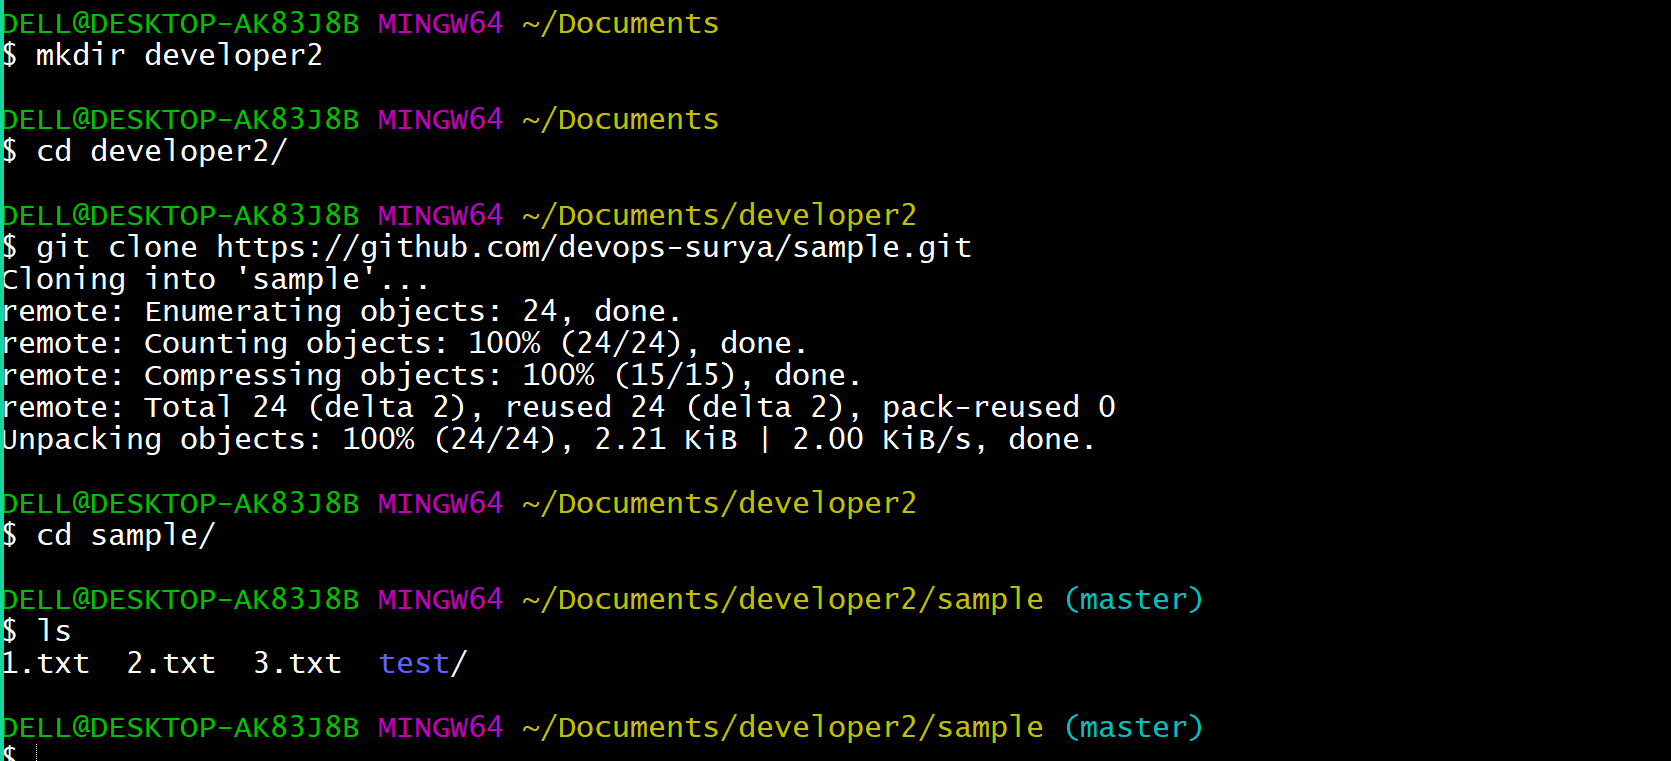 DELL@DESKTOP-AK83J8B MINGW64 ~/Documents
$ mkdir developer2
DELL@DESKTOP-AK83J8B MINGW64 ~/Documents
$ cd developer2/
DELL@DESKTOP-AK83J8B MINGW64 ~/Documents/developer2
$ git clone https://github.com/devops-surya/sample.git
Cloning into 'sample'...
remote: Enumerating objects: 24, done.
remote: Counting objects: 100% (24/24), done.
remote: Compressing objects: 100% (15/15), done.
remote: Total 24 (delta 2), reused 24 (delta 2), pack-reused 0
Unpacking objects: 100% (24/24), 2.21 KiB | 2.00 KiB/s, done.
DELL@DESKTOP-AK83J8B MINGW64 ~/Documents/developer2
$ cd sample/
DELL@DESKTOP-AK83J8B MINGW64 ~/Documents/developer2/sample (master)
$ ls
1.txt  2.txt  3.txt  test/
DELL@DESKTOP-AK83J8B MINGW64 ~/Documents/developer2/sample (master)
$